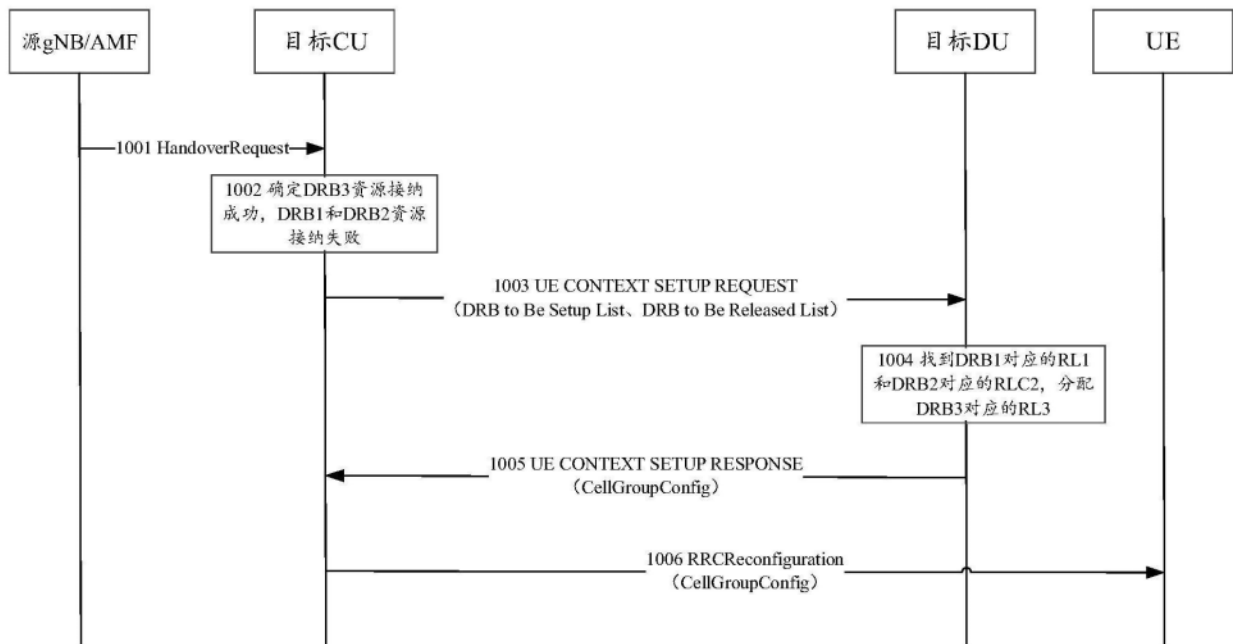 源gNB/AMF
目标CU
目标DU
UE
1001 HandoverRequest
1002 确定DRB3资源接纳
成功，DRB1和DRB2资源
接纳失败
1003 UE CONTEXT SETUP REQUEST
（DRB to Be Setup List、DRB to Be Released List）
1004 找到DRB1对应的RL1
和DRB2对应的RLC2，分配
DRB3对应的RL3
1005 UE CONTEXT SETUP RESPONSE
（CellGroupConfig）
1006 RRCReconfiguration
（CellGroupConfig）